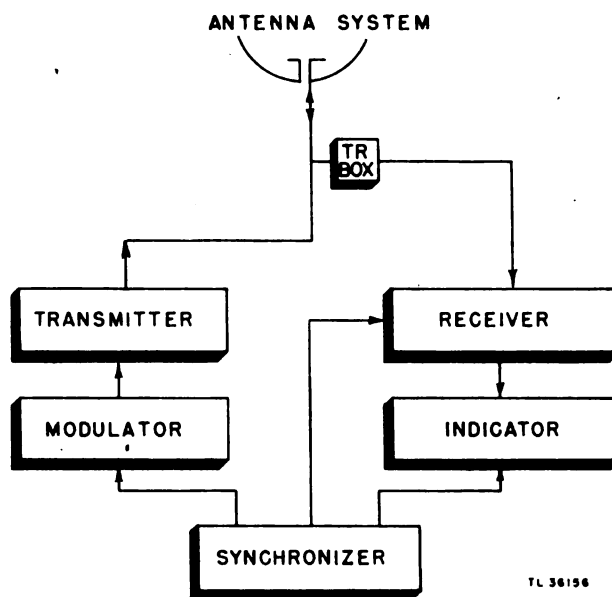 ANTENNA SYSTEM
TR
BOX
TRANSMITTER
RECEIVER
MODULATOR
INDICATOR
SYNCHRONIZER
TL 36156